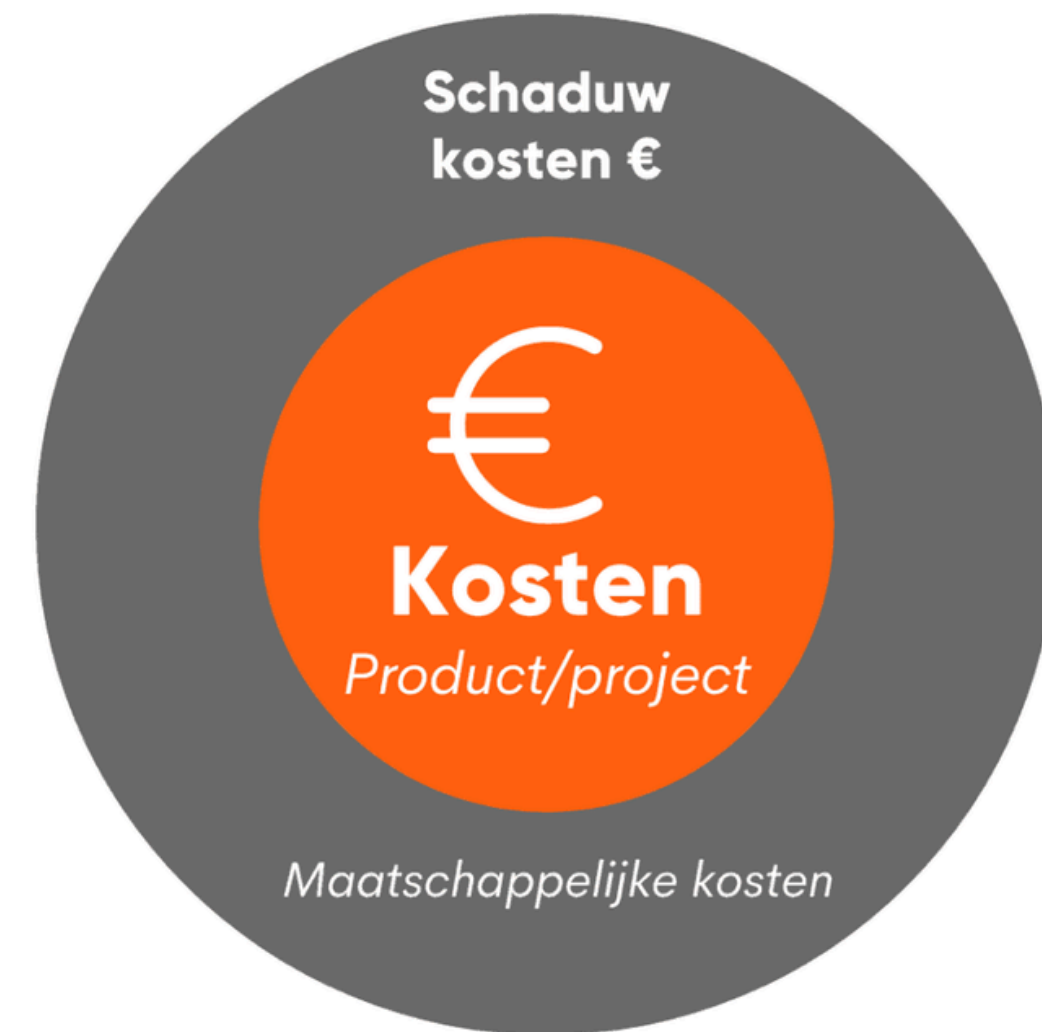 Schaduw
kosten €
€
Kosten
Product/project
Maatschappelijke kosten